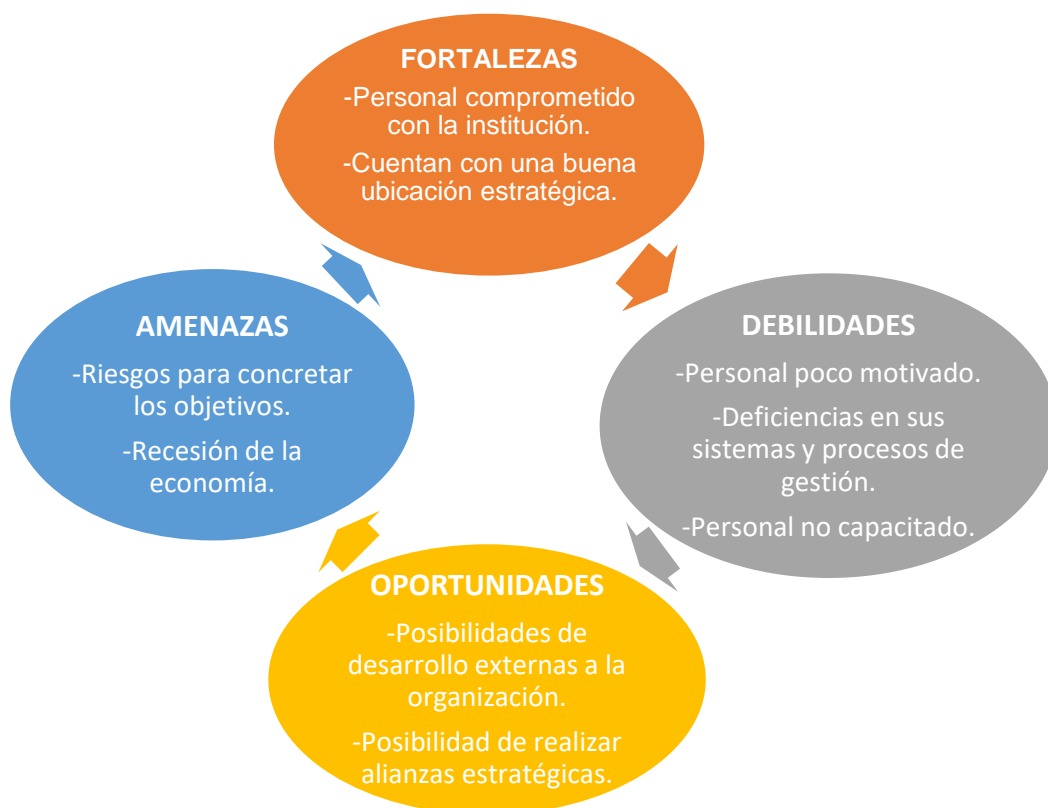 FORTALEZAS
-Personal comprometido
con la institución.
-Cuentan con una buena
ubicación estratégica.
AMENAZAS
-Riesgos para concretar
los objetivos.
-Recesión de la
economía.
DEBILIDADES
-Personal poco motivado.
-Deficiencias en sus
sistemas y procesos de
gestión.
-Personal no capacitado.
OPORTUNIDADES
-Posibilidades de
desarrollo externas a la
organización.
-Posibilidad de realizar
alianzas estratégicas.